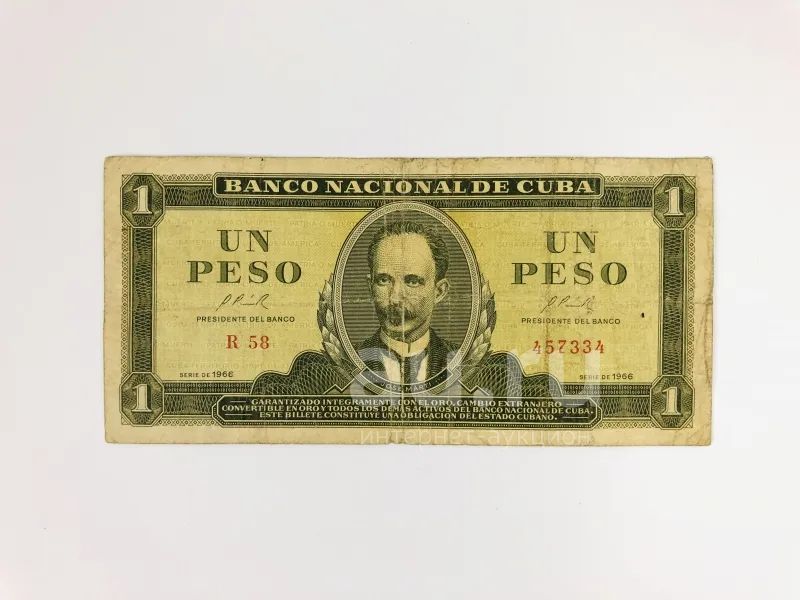 BANCO NACIONAL DE CUBA
1
1
UN PESO
UN PESO
PRESIDENTE DEL BANCO
PRESIDENTE DEL BANCO
R 58
457334
SERIE DE 1966
SERIE DE 1966
JOSE MARTI
1
1
GARANTIZADO INTEGRAMENTE CON EL ORO, CAMBIO EXTRANJERO
CONVERTIBLE EN ORO Y TODOS LOS DEMAS ACTIVOS DEL BANCO NACIONAL DE CUBA.
ESTE BILLETE CONSTITUYE UNA OBLIGACION DEL ESTADO CUBANO.
интернет-аукцион